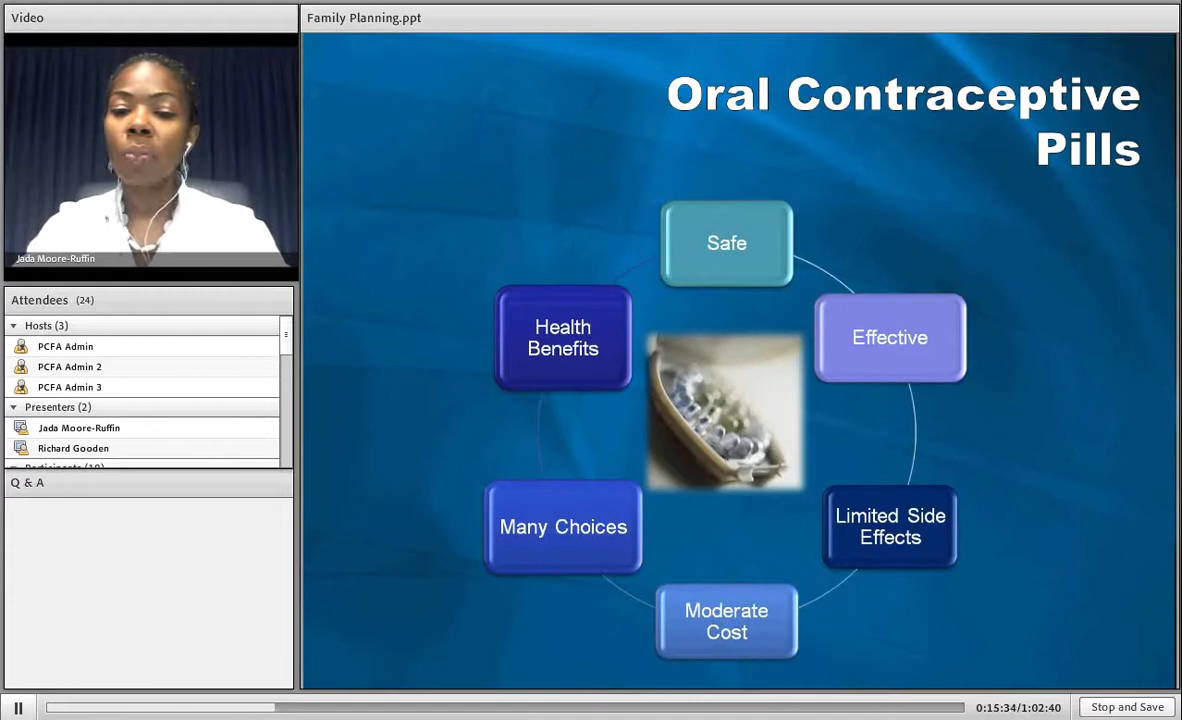 Video
Jada Moore-Ruffin
Attendees (24)
Hosts (3)
PCFA Admin
PCFA Admin 2
PCFA Admin 3
Presenters (2)
Jada Moore-Ruffin
Richard Gooden
Participants (19)
Q & A
Family Planning.ppt
Oral Contraceptive
Pills
Safe
Effective
Limited Side
Effects
Moderate
Cost
Many Choices
Health
Benefits
0:15:34/1:02:40
Stop and Save